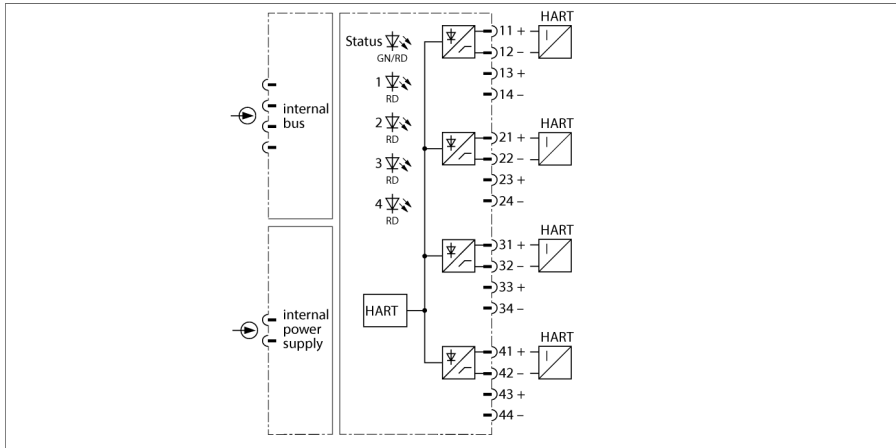 HART
Status
GN/RD
11 +
12 –
1
RD
13 +
14 –
internal
bus
2
RD
HART
21 +
22 –
3
RD
23 +
24 –
4
RD
HART
31 +
32 –
33 +
34 –
HART
internal
power
supply
HART
41 +
42 –
43 +
44 –